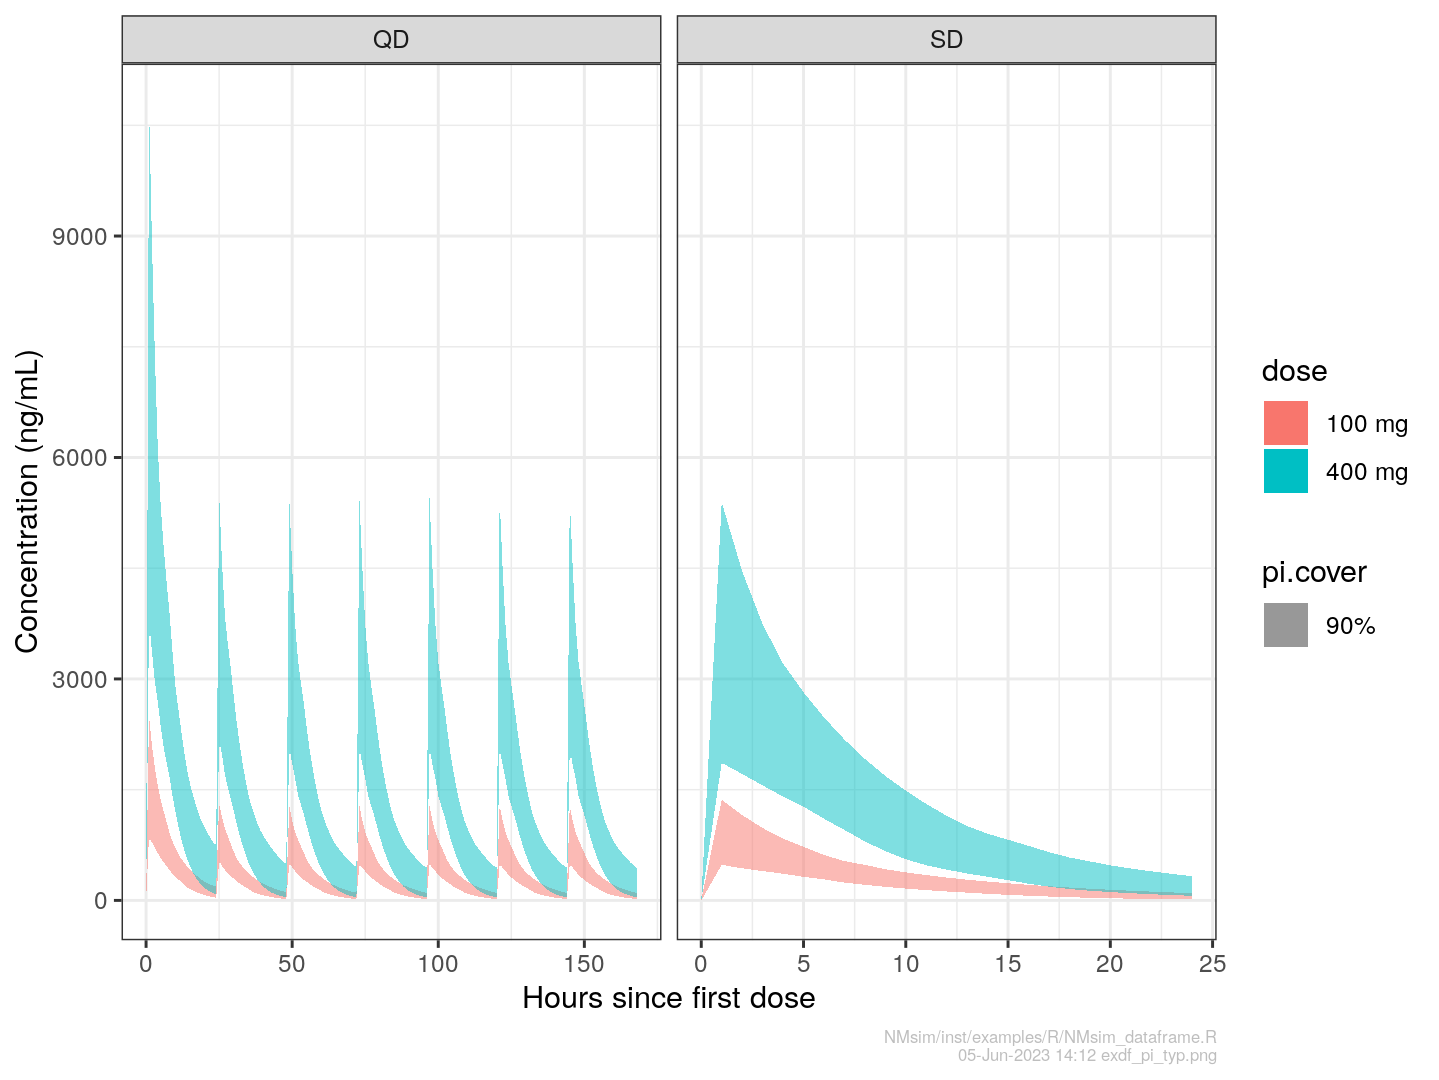 QD
SD
9000
6000
3000
0
Concentration (ng/mL)
0 50 100 150
0 5 10 15 20 25
Hours since first dose
dose
100 mg
400 mg
pi.cover
90%
NMsim/inst/examples/R/NMsim_dataframe.R
05-Jun-2023 14:12 exdf_pi_typ.png